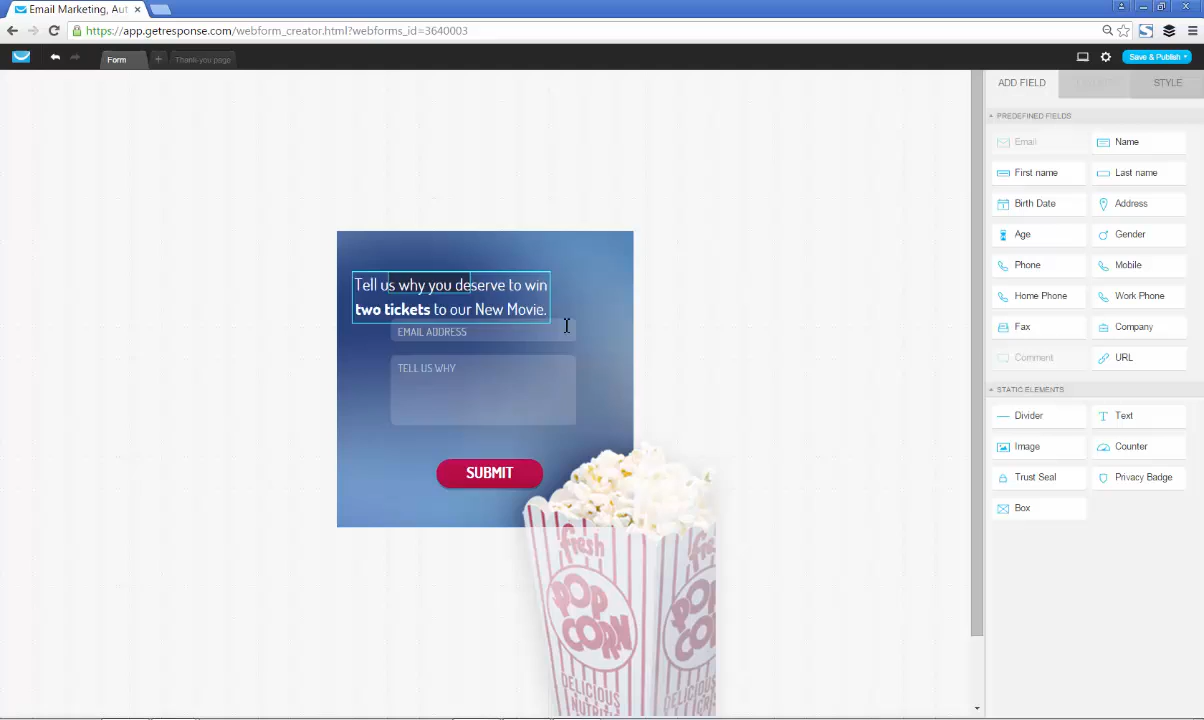 Email Marketing, Aut
https://app.getresponse.com/webform_creator.html?webforms_id=3640003
Form
Thank-you page
Save & Publish
ADD FIELD
STYLE
PREDEFINED FIELDS
Email
Name
First name
Last name
Birth Date
Address
Age
Gender
Phone
Mobile
Home Phone
Work Phone
Fax
Company
Comment
URL
STATIC ELEMENTS
Divider
Text
Image
Counter
Trust Seal
Privacy Badge
Box
Tell us why you deserve to win
two tickets to our New Movie.
EMAIL ADDRESS
TELL US WHY
SUBMIT
fresh
POP
CORN
DELICIOUS